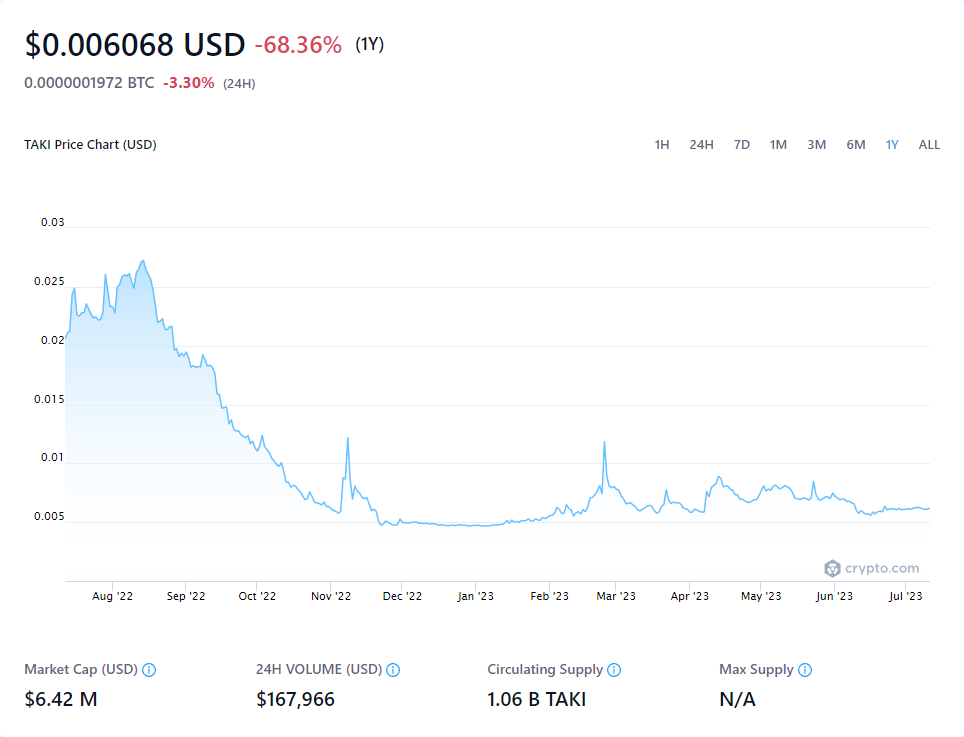 $0.006068 USD -68.36% (1Y)
0.0000001972 BTC -3.30% (24H)
TAKI Price Chart (USD) 1H 24H 7D 1M 3M 6M 1Y ALL
0.03
0.025
0.02
0.015
0.01
0.005
crypto.com
Aug '22 Sep '22 Oct '22 Nov '22 Dec '22 Jan '23 Feb '23 Mar '23 Apr '23 May '23 Jun '23 Jul '23
Market Cap (USD) 24H VOLUME (USD) Circulating Supply Max Supply
$6.42 M $167,966 1.06 B TAKI N/A